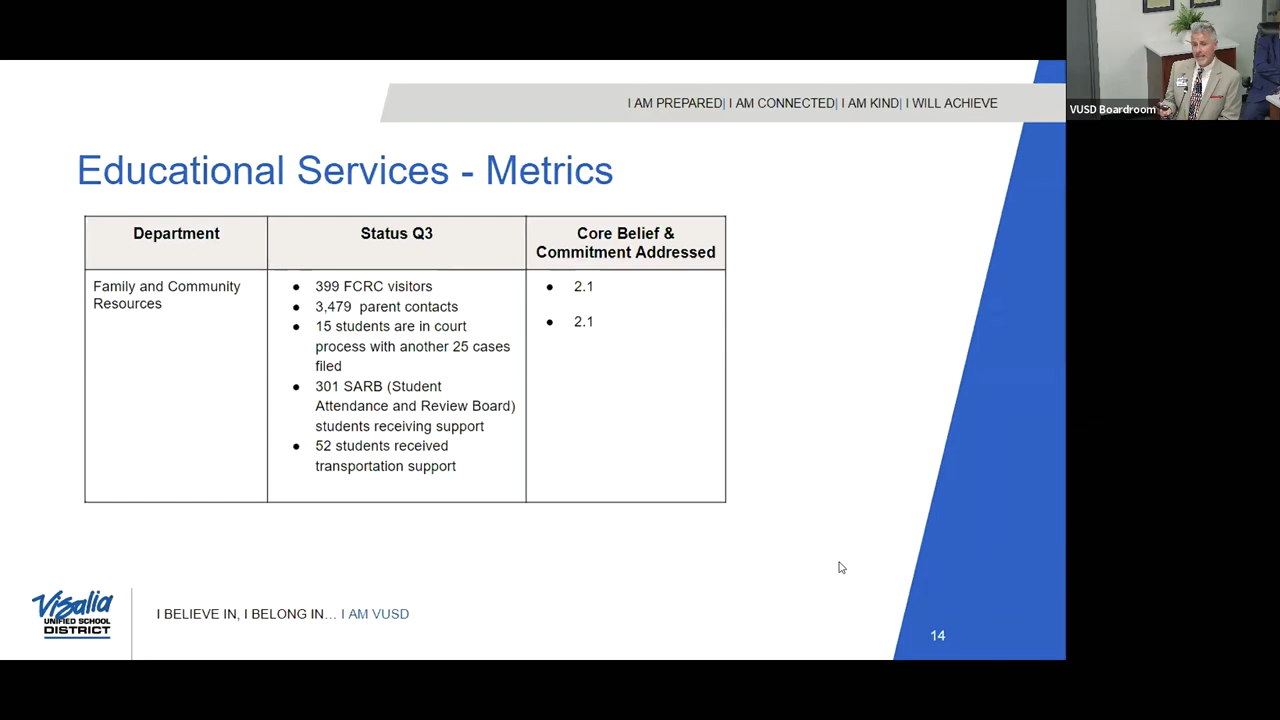 I AM PREPARED| I AM CONNECTED| I AM KIND| I WILL ACHIEVE
VUSD Boardroom
Educational Services - Metrics
Department
Status Q3
Core Belief &
Commitment Addressed
Family and Community
Resources
● 399 FCRC visitors
● 3,479 parent contacts
● 15 students are in court
process with another 25 cases
filed
● 301 SARB (Student
Attendance and Review Board)
students receiving support
● 52 students received
transportation support
● 2.1
● 2.1
Visalia
UNIFIED SCHOOL
DISTRICT
I BELIEVE IN, I BELONG IN... I AM VUSD
14